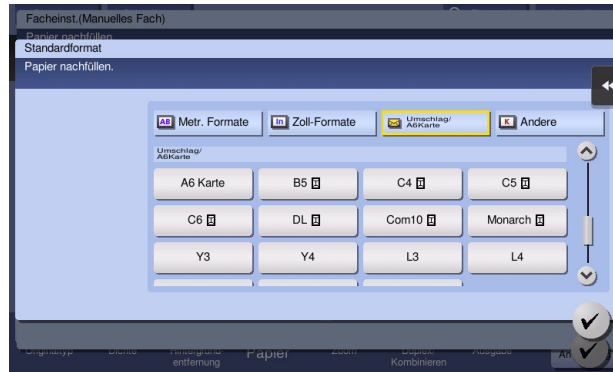 Facheinst.(Manuelles Fach)
Papier nachfüllen
Standardformat
Papier nachfüllen.
AB Metr. Formate
In Zoll-Formate
Umschlag/
A6Karte
K Andere
Umschlag/
A6Karte
A6 Karte
B5
C4
C5
C6
DL
Com10
Monarch
Y3
Y4
L3
L4
Originaltyp
Dichte
Hintergrund-
entfernung
Papier
Zoom
Duplex/
Kombinieren
Ausgabe